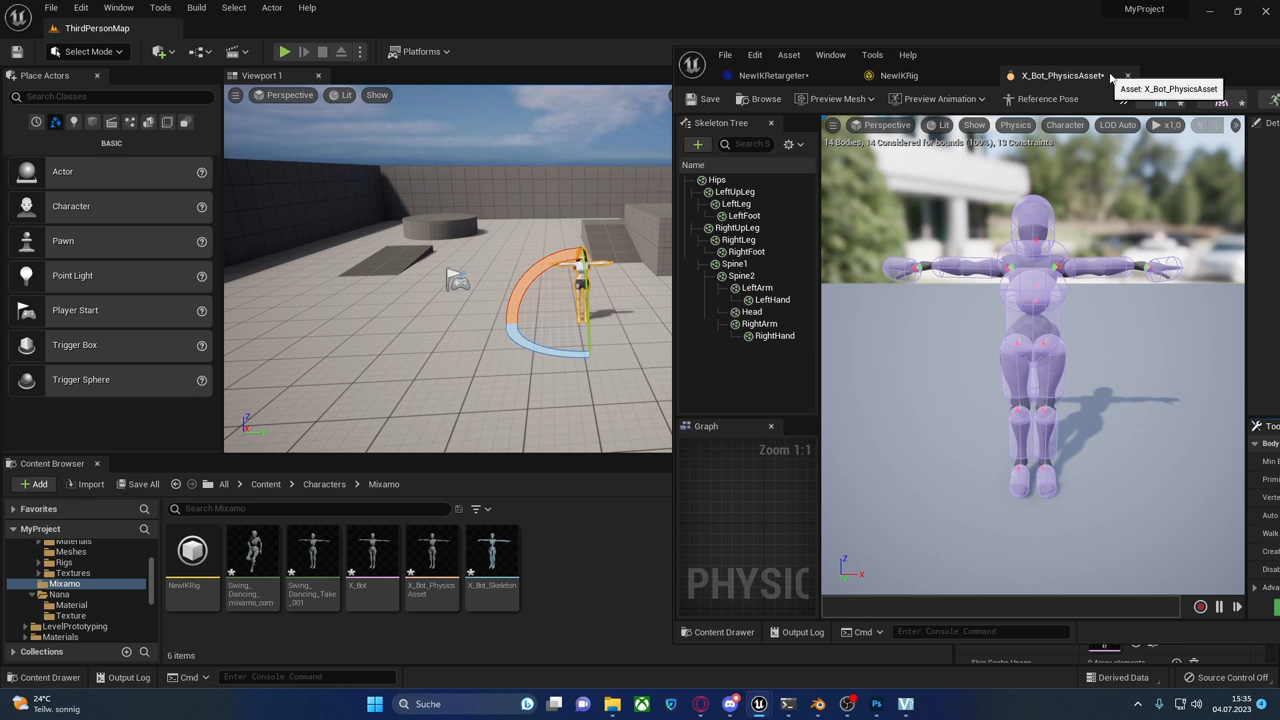 File Edit Window Tools Build Select Actor Help
MyProject
ThirdPersonMap
Select Mode
Platforms
Place Actors
Viewport 1
Search Classes
Perspective Lit Show
BASIC
Actor
Character
Pawn
Point Light
Player Start
Trigger Box
Trigger Sphere
File Edit Asset Window Tools Help
NewIKRetargeter*
NewIKRig
X_Bot_PhysicsAsset*
Asset: X_Bot_PhysicsAsset
Save Browse Preview Mesh Preview Animation Reference Pose
Skeleton Tree
Search S
Name
Hips
LeftUpLeg
LeftLeg
LeftFoot
RightUpLeg
RightLeg
RightFoot
Spine1
Spine2
LeftArm
LeftHand
Head
RightArm
RightHand
Perspective Lit Show Physics Character LOD Auto x1,0
14 Bodies, 14 Considered for bounds (100%), 13 Constraints
Graph
Zoom 1:1
PHYSIC
Det
Too
Body
Min B
Primi
Verte
Auto
Walk
Creat
Disab
Adva
Content Drawer Output Log Cmd Enter Console Command
Content Browser
Add Import Save All All Content Characters Mixamo
Favorites
Search Mixamo
MyProject
Materials
Meshes
Rigs
Textures
Mixamo
Nana
Material
Texture
LevelPrototyping
Materials
Collections
NewIKRig
Swing_
Dancing_
mixamo_com
Swing_
Dancing_Take
_001
X_Bot
X_Bot_Physics
Asset
X_Bot_Skeleton
6 items
Content Drawer Output Log Cmd Enter Console Command
Derived Data Source Control Off
24°C
Teilw. sonnig
Suche
15:35
04.07.2023